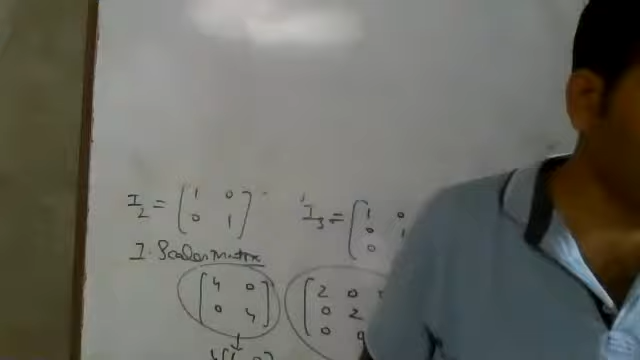 I₂ = [1 0 I₃ = [1 0
0 1] 0 1
0
I. Scalar Matrix
[4 0 [2 0
0 4] 0 2
0